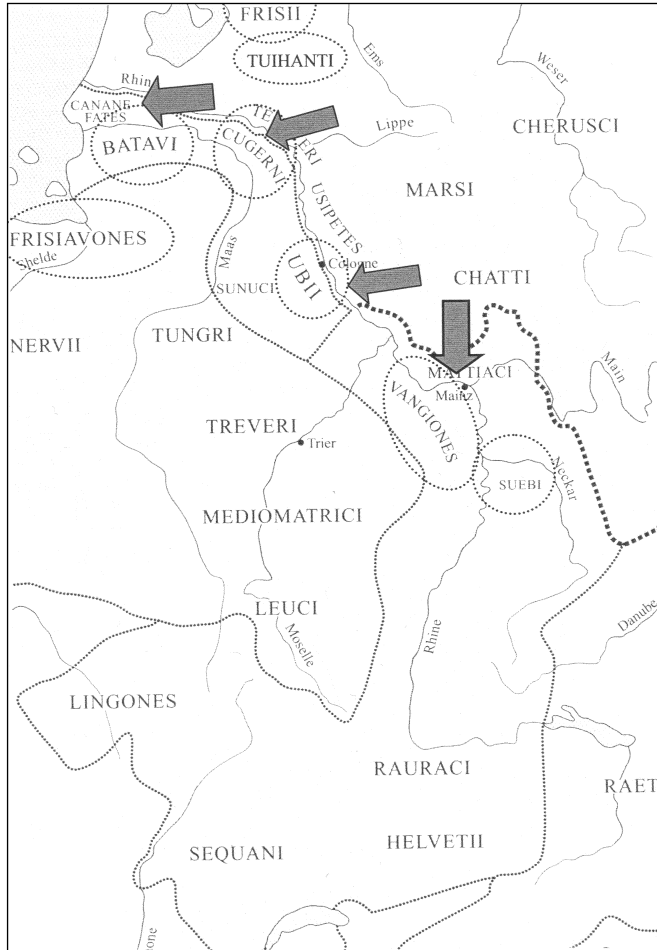 FRISII
TUIHANTI
Ems
Weser
Rhin
CANANE
FATES
BATAVI
CUGERNI
Lippe
CHERUSCI
MARSI
USIPETES
FRISIAVONES
Shelde
Maas
SUNUCI
UBII
Cologne
CHATTI
NERVII
TUNGRI
MATTIACI
Mainz
Main
VANGIONES
TREVERI
Trier
SUEBI
Neckar
MEDIOMATRICI
LEUCI
Moselle
Rhine
Danube
LINGONES
RAURACI
RAET
SEQUANI
HELVETII
one